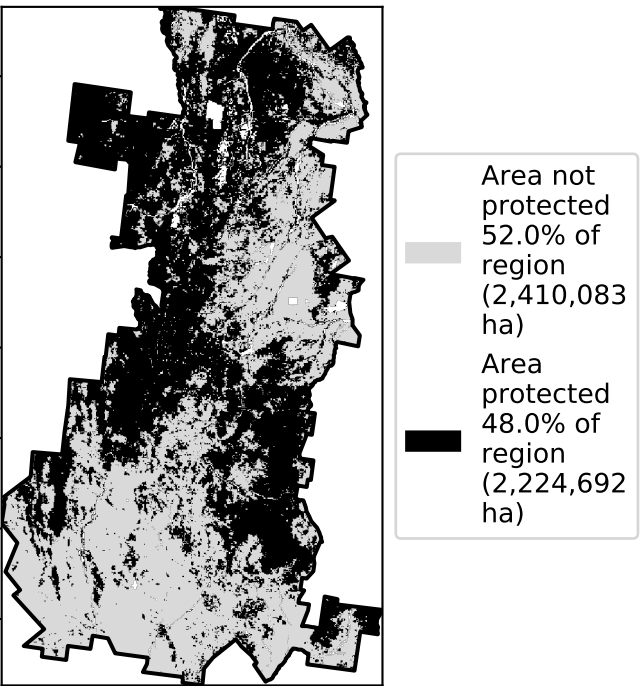 Area not
protected
52.0% of
region
(2,410,083
ha)
Area
protected
48.0% of
region
(2,224,692
ha)